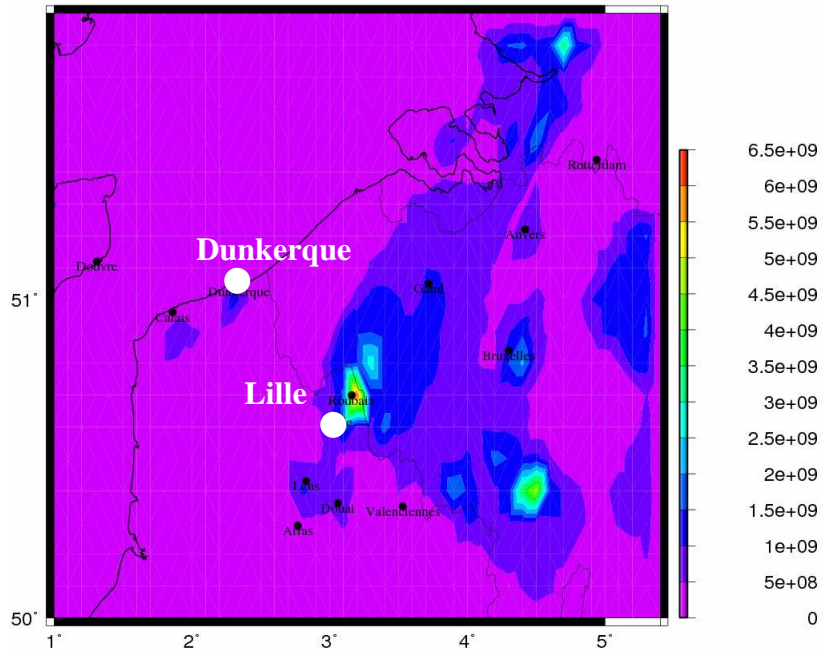 6.5e+09
Rotterdam
6e+09
5.5e+09
Anvers
Dunkerque
5e+09
Douvre
Dunkerque
Gand
51°
4.5e+09
Calais
4e+09
Bruxelles
3.5e+09
Lille
Roubaix
3e+09
2.5e+09
Lens
2e+09
Douai
Valenciennes
1.5e+09
Arras
1e+09
5e+08
50°
0
1°
2°
3°
4°
5°